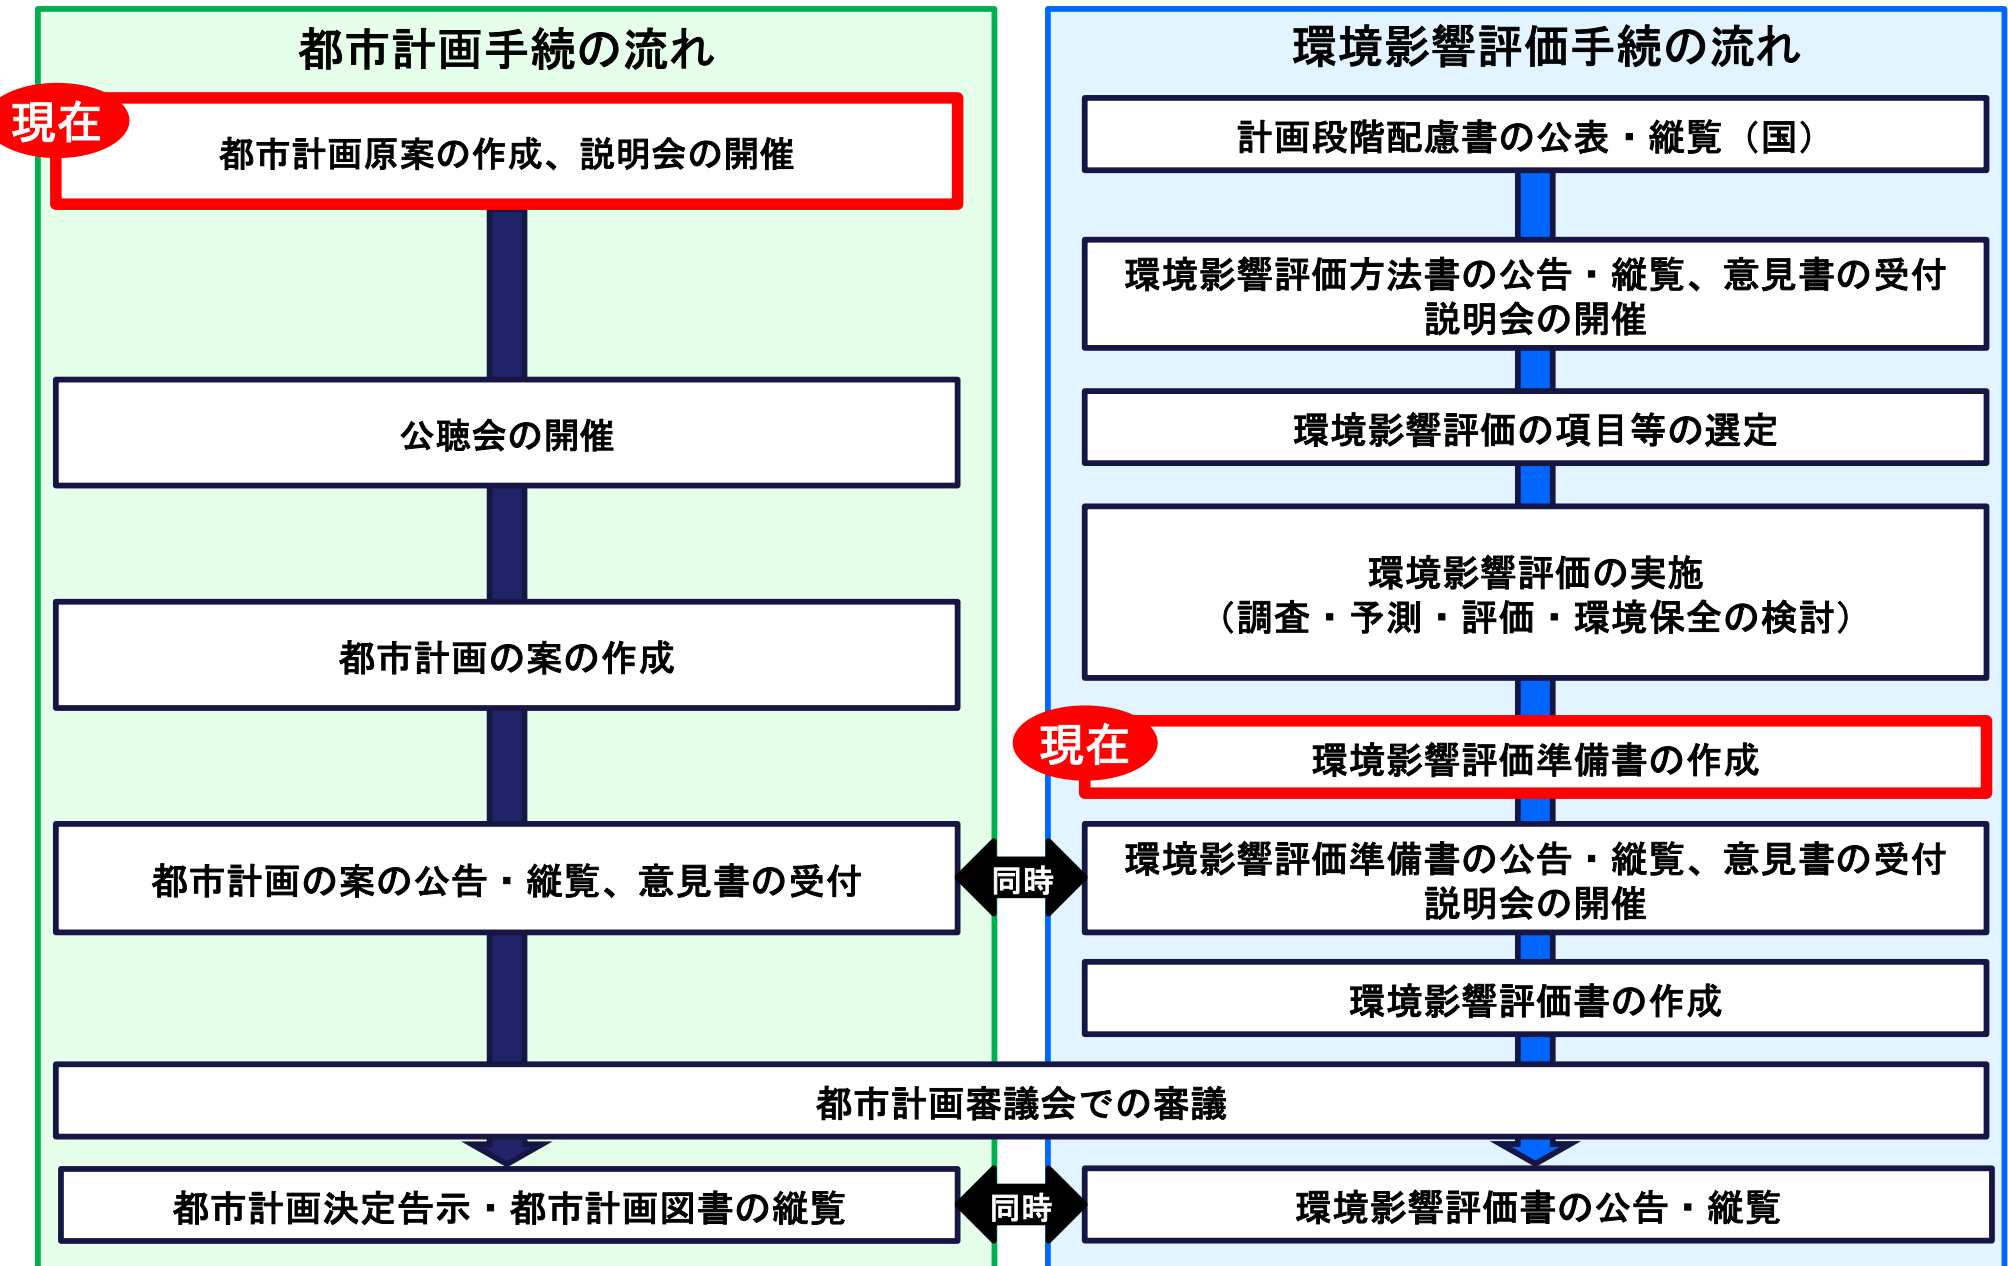 都市計画手続の流れ
現在
都市計画原案の作成、説明会の開催
公聴会の開催
都市計画の案の作成
都市計画の案の公告・縦覧、意見書の受付
同時
環境影響評価手続の流れ
計画段階配慮書の公表・縦覧（国）
環境影響評価方法書の公告・縦覧、意見書の受付
説明会の開催
環境影響評価の項目等の選定
環境影響評価の実施
（調査・予測・評価・環境保全の検討）
現在
環境影響評価準備書の作成
環境影響評価準備書の公告・縦覧、意見書の受付
説明会の開催
環境影響評価書の作成
都市計画審議会での審議
都市計画決定告示・都市計画図書の縦覧
同時
環境影響評価書の公告・縦覧